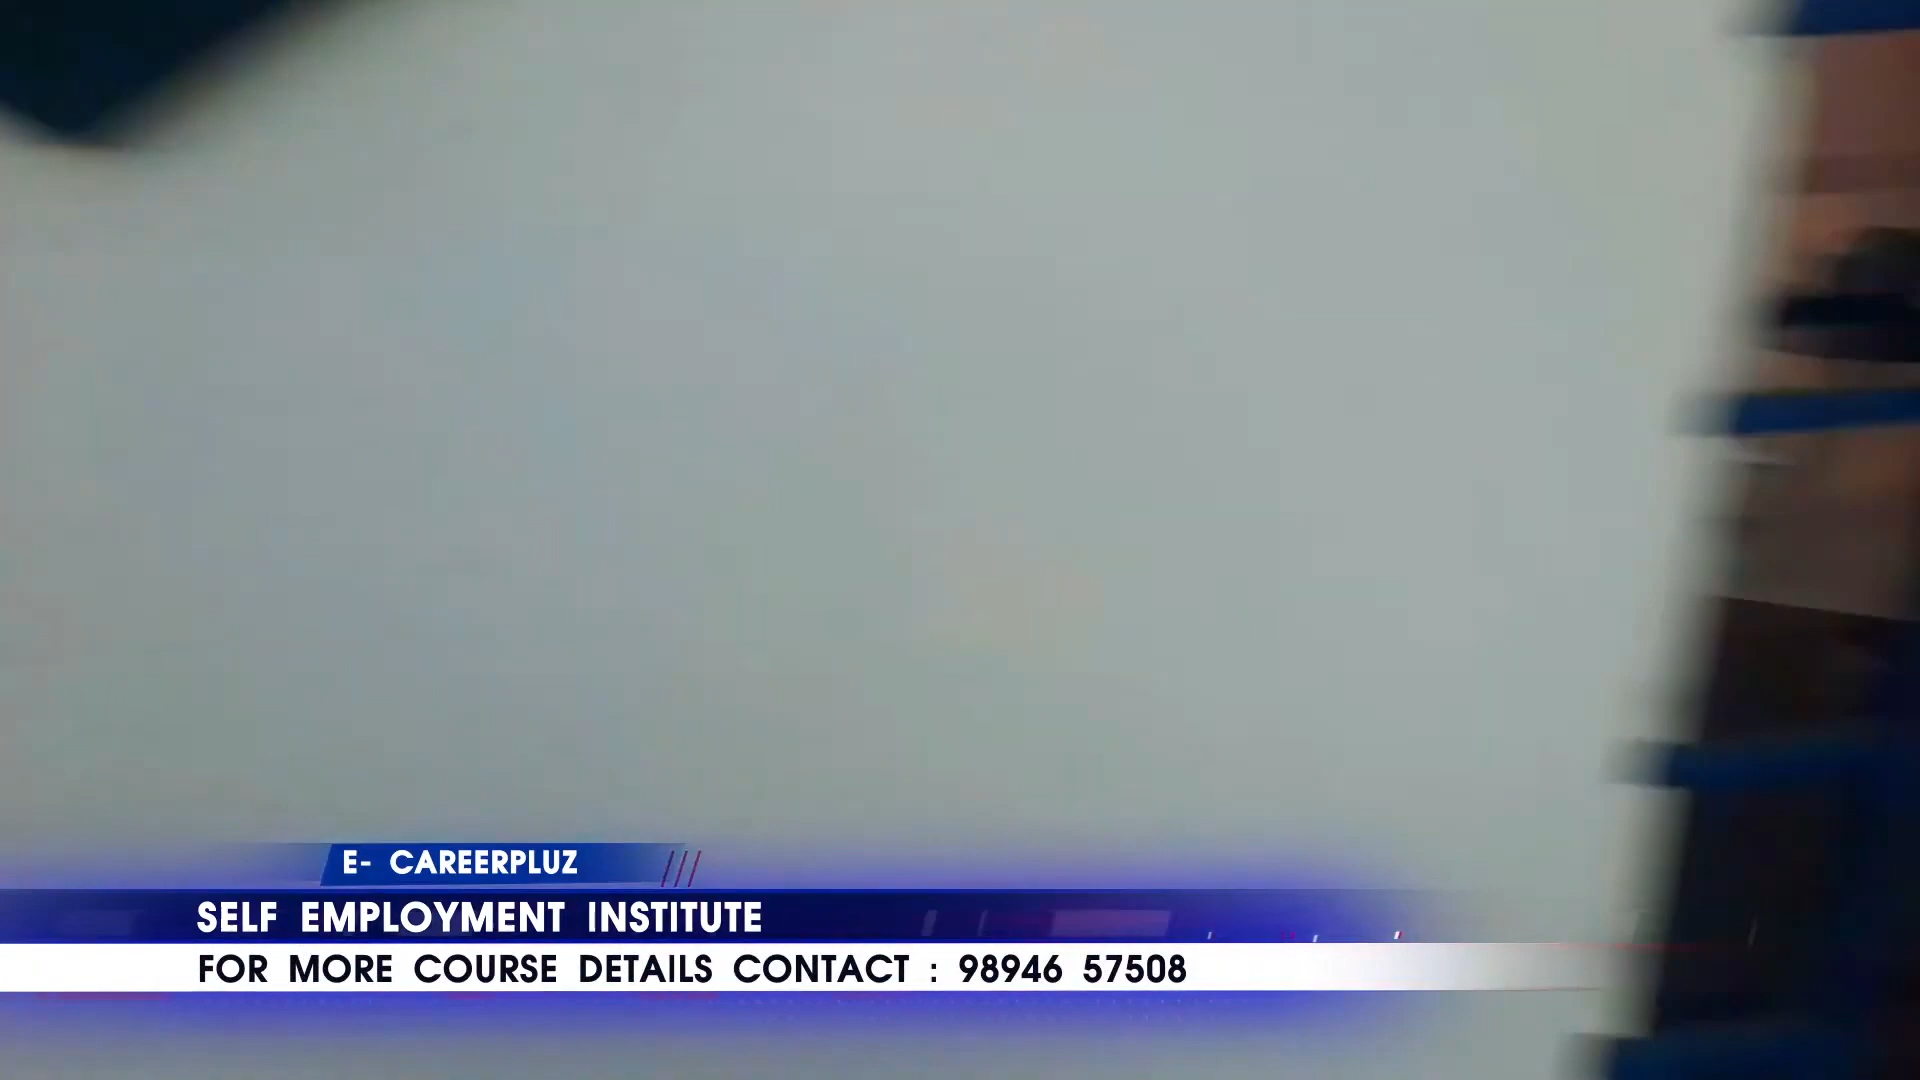 E- CAREERPLUZ
SELF EMPLOYMENT INSTITUTE
FOR MORE COURSE DETAILS CONTACT : 98946 57508